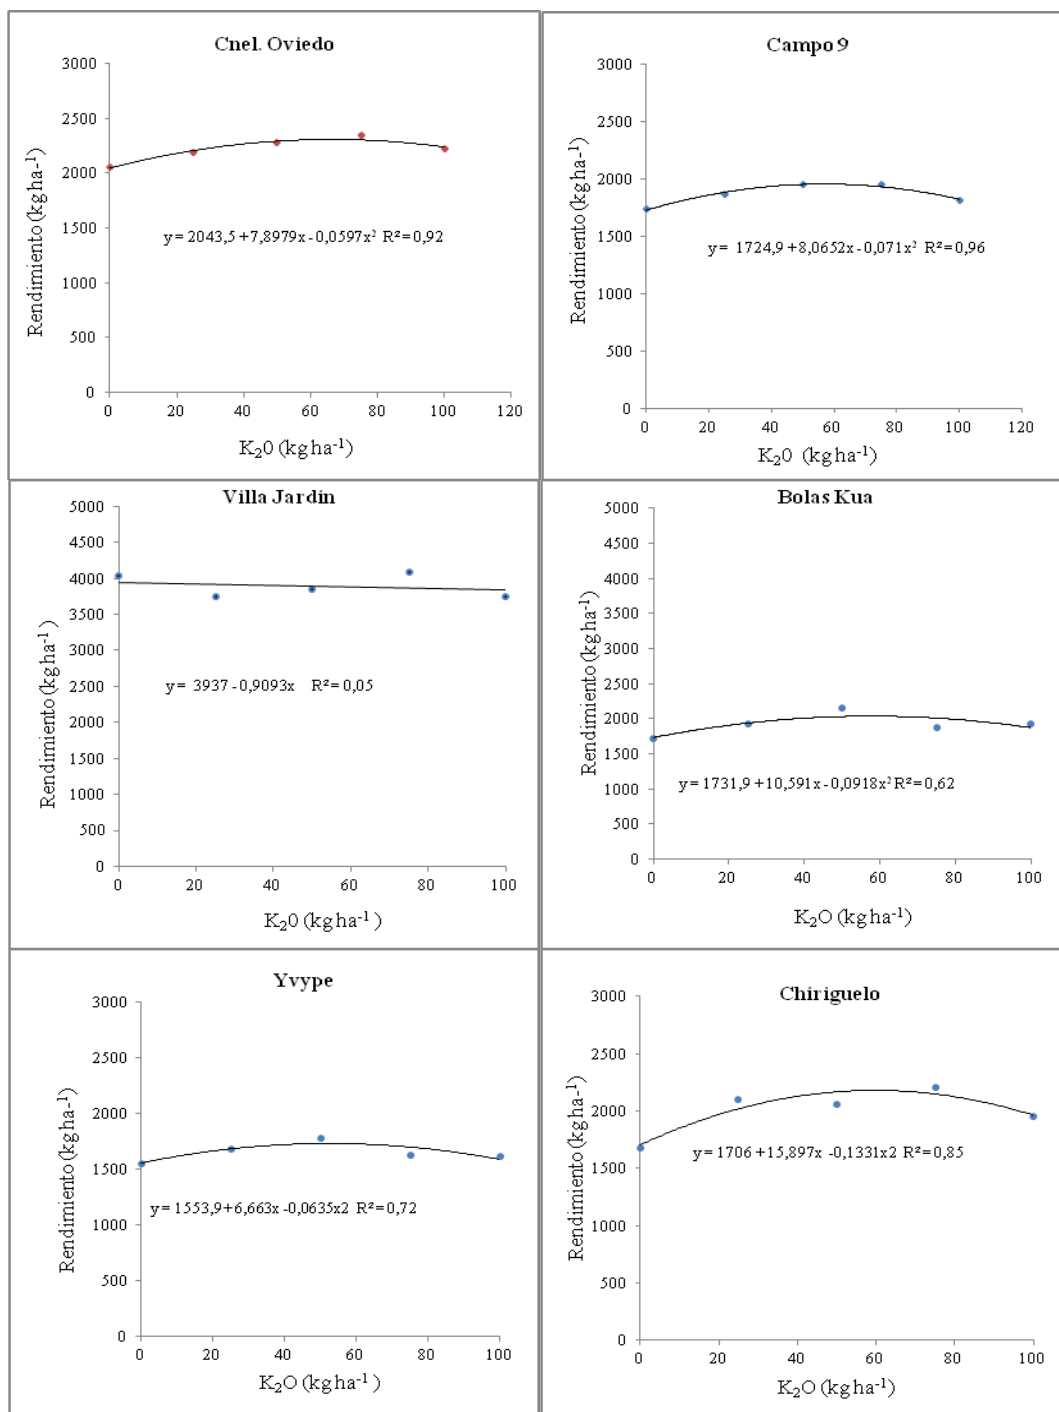 Cnel. Oviedo
3000
2500
2000
1500
1000
500
0
Rendimiento (kg ha-¹)
y = 2043,5 + 7,8979x - 0,0597x² R² = 0,92
0 20 40 60 80 100 120
K₂0 (kg ha-¹)
Campo 9
3000
2500
2000
1500
1000
500
0
Rendimiento (kg ha-¹)
y = 1724,9 + 8,0652x - 0,071x² R² = 0,96
0 20 40 60 80 100 120
K₂0 (kg ha-¹)
Villa Jardin
5000
4500
4000
3500
3000
2500
2000
1500
1000
500
0
Rendimiento (kg ha-¹)
y = 3937 - 0,9093x R² = 0,05
0 20 40 60 80 100
K₂0 (kg ha-¹ )
Bolas Kua
5000
4500
4000
3500
3000
2500
2000
1500
1000
500
0
Rendimiento (kg ha-¹)
y = 1731,9 + 10,591x - 0,0918x² R² = 0,62
0 20 40 60 80 100
K₂O (kg ha-¹)
Yvype
3000
2500
2000
1500
1000
500
0
Rendimiento (kg ha-¹)
y = 1553,9 + 6,663x - 0,0635x2 R² = 0,72
0 20 40 60 80 100
K₂O (kg ha-¹ )
Chiriguelo
3000
2500
2000
1500
1000
500
0
Rendimiento (kg ha-¹)
y = 1706 + 15,897x - 0,1331x2 R² = 0,85
0 20 40 60 80 100
K₂O (kg ha-¹)